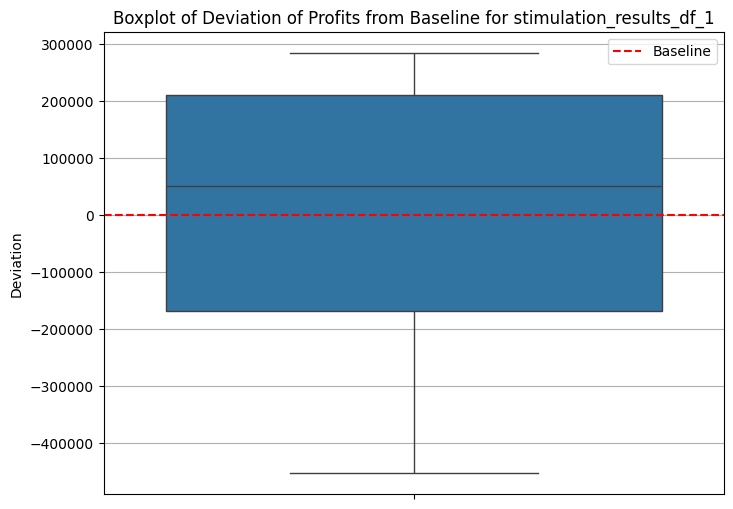 Boxplot of Deviation of Profits from Baseline for stimulation_results_df_1
Baseline
300000
200000
100000
0
−100000
−200000
−300000
−400000
Deviation